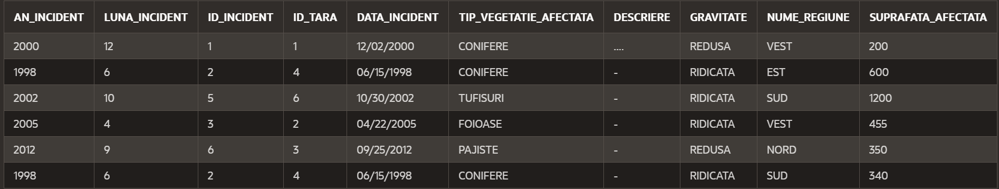 AN_INCIDENT LUNA_INCIDENT ID_INCIDENT ID_TARA DATA_INCIDENT TIP_VEGETATIE_AFECTATA DESCRIERE GRAVITATE NUME_REGIUNE SUPRAFATA_AFECTATA
2000 12 1 1 12/02/2000 CONIFERE .... REDUSA VEST 200
1998 6 2 4 06/15/1998 CONIFERE - RIDICATA EST 600
2002 10 5 6 10/30/2002 TUFISURI - RIDICATA SUD 1200
2005 4 3 2 04/22/2005 FOIOASE - RIDICATA VEST 455
2012 9 6 3 09/25/2012 PAJISTE - REDUSA NORD 350
1998 6 2 4 06/15/1998 CONIFERE - RIDICATA SUD 340